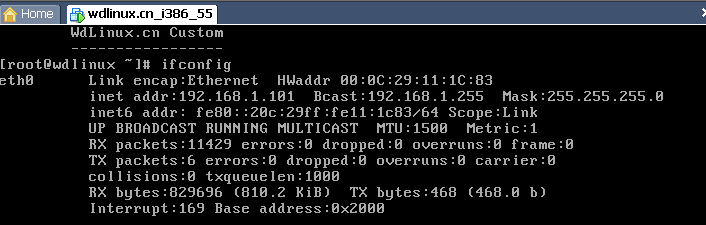 Home wdlinux.cn_i386_55
WdLinux.cn Custom
-----------------
[root@wdlinux ~]# ifconfig
eth0 Link encap:Ethernet HWaddr 00:0C:29:11:1C:83
inet addr:192.168.1.101 Bcast:192.168.1.255 Mask:255.255.255.0
inet6 addr: fe80::20c:29ff:fe11:1c83/64 Scope:Link
UP BROADCAST RUNNING MULTICAST MTU:1500 Metric:1
RX packets:11429 errors:0 dropped:0 overruns:0 frame:0
TX packets:6 errors:0 dropped:0 overruns:0 carrier:0
collisions:0 txqueuelen:1000
RX bytes:829696 (810.2 KiB) TX bytes:468 (468.0 b)
Interrupt:169 Base address:0x2000